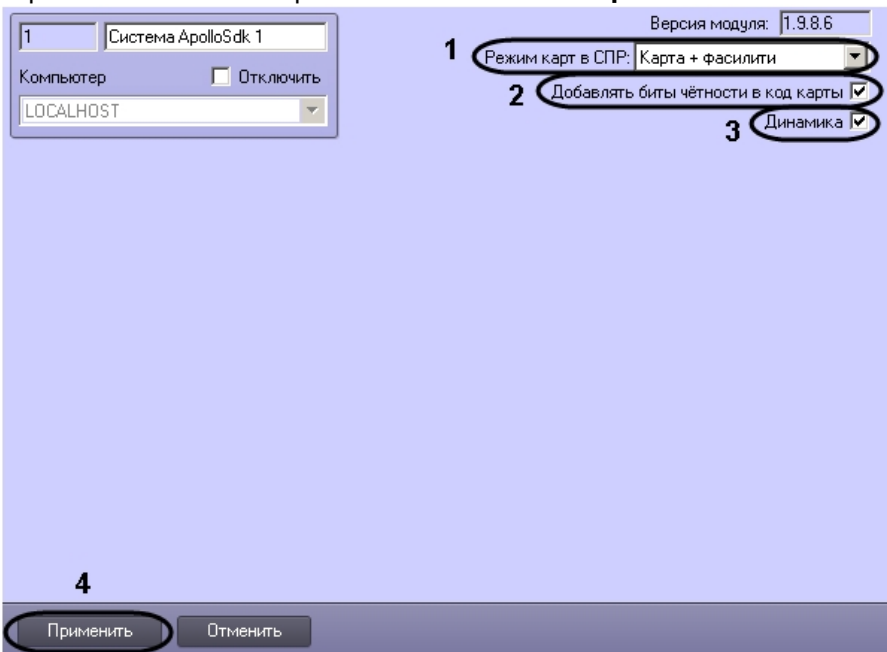 1 Система ApolloSdk 1
Компьютер Отключить
LOCALHOST
Версия модуля: 1.9.8.6
1 Режим карт в СПР: Карта + фасилити
2 Добавлять биты чётности в код карты
3 Динамика
4
Применить Отменить